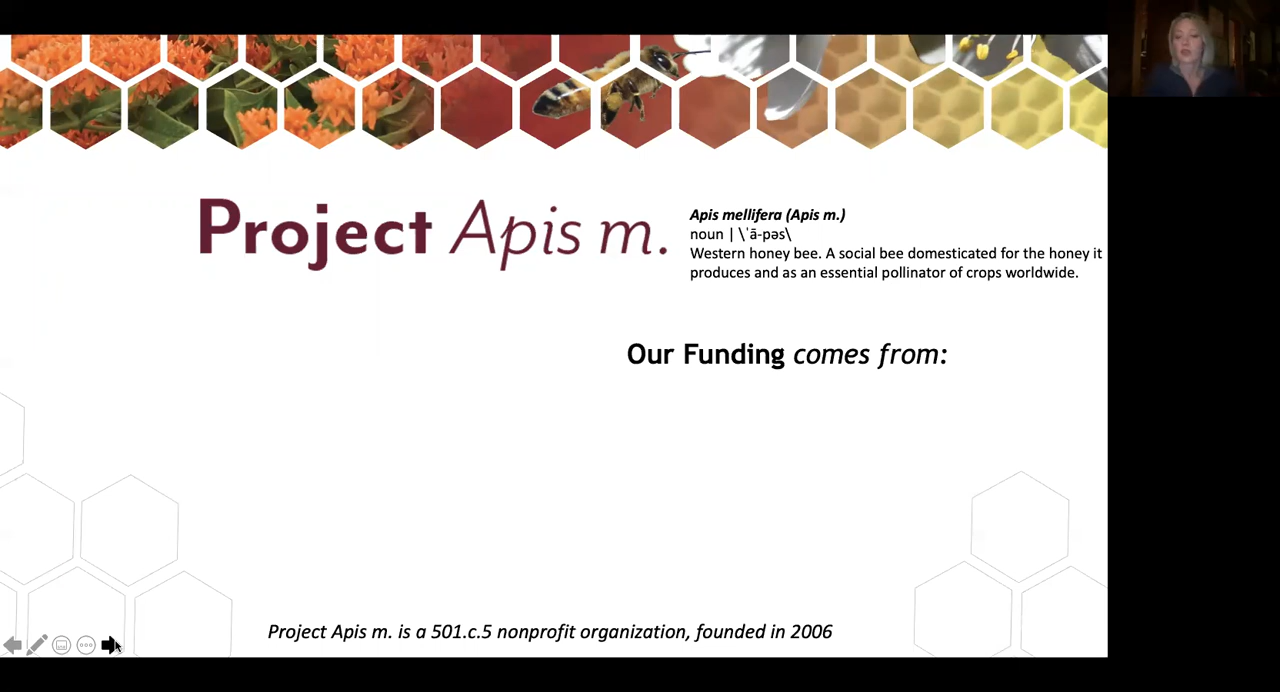 Project Apis m.
Apis mellifera (Apis m.)
noun | \ˈā-pəs\
Western honey bee. A social bee domesticated for the honey it
produces and as an essential pollinator of crops worldwide.
Our Funding comes from:
Project Apis m. is a 501.c.5 nonprofit organization, founded in 2006